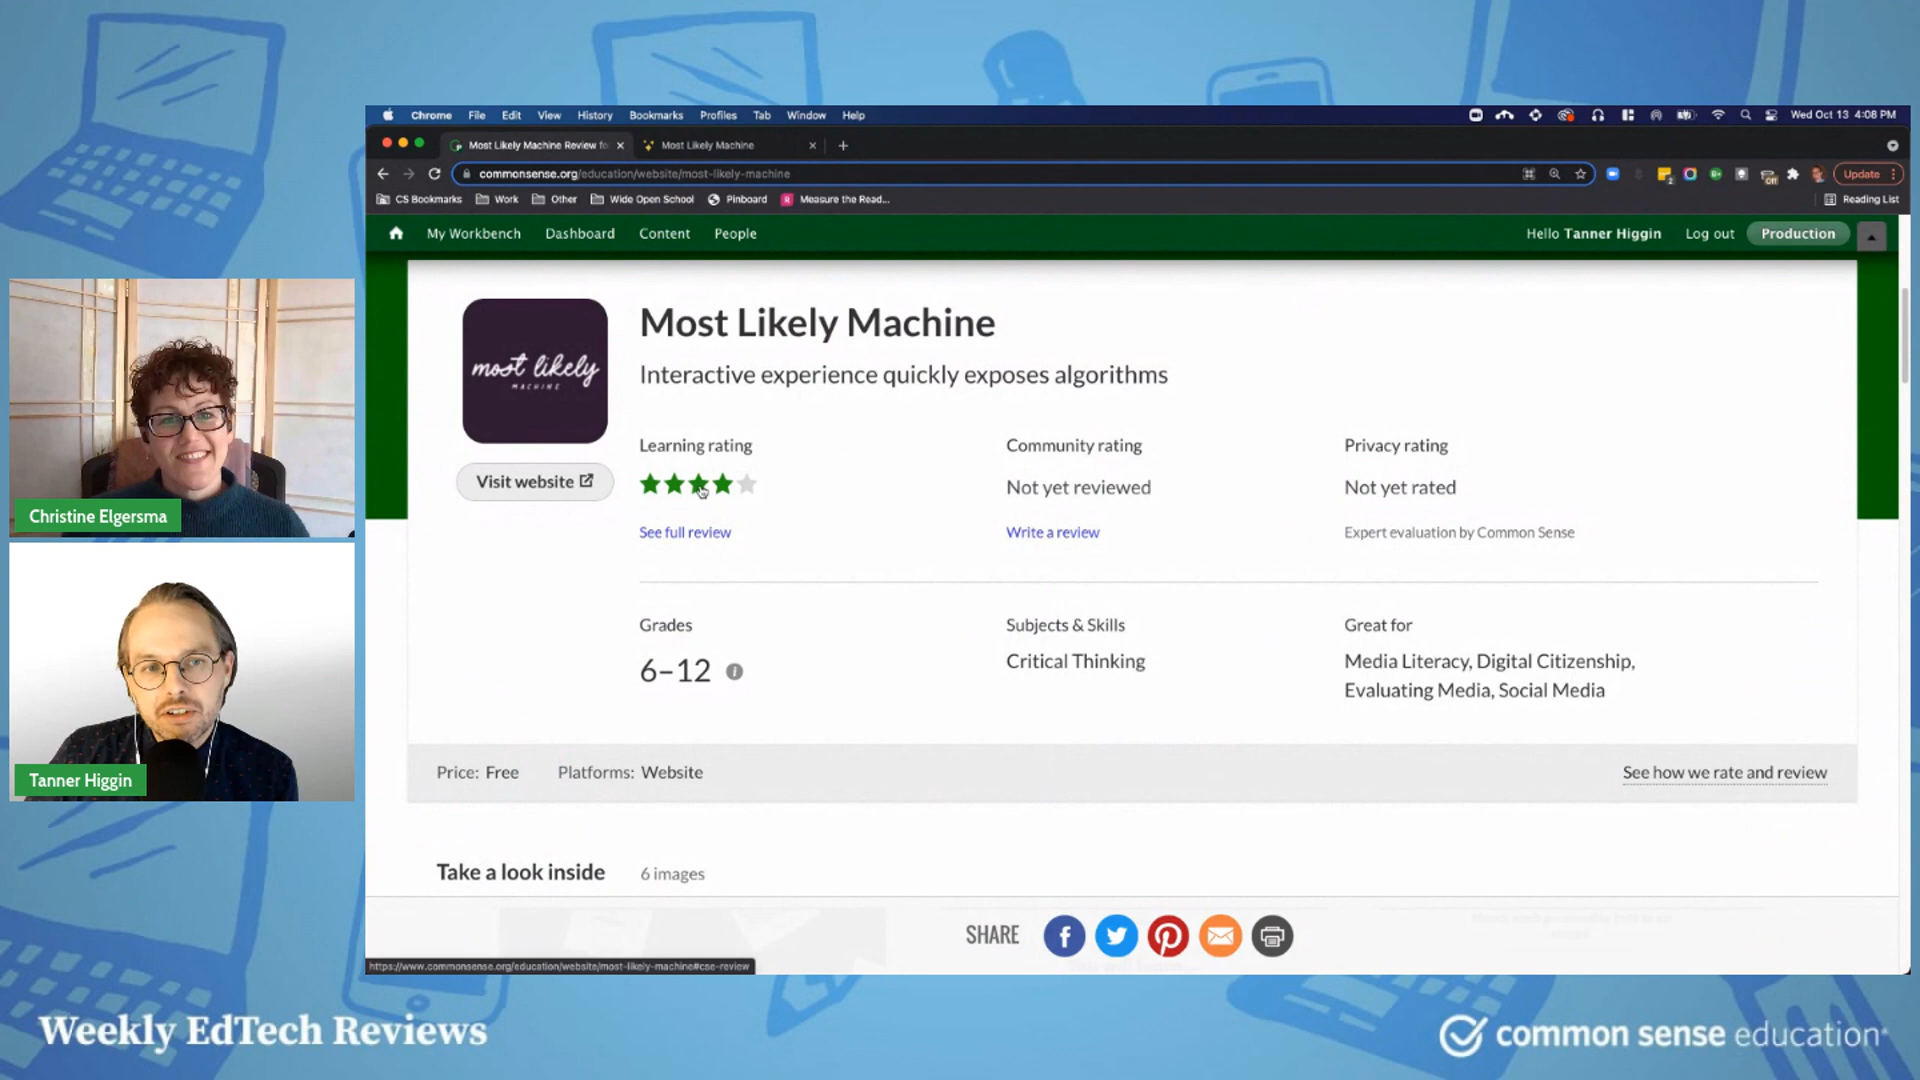 Chrome File Edit View History Bookmarks Profiles Tab Window Help
Wed Oct 13 4:08 PM
Most Likely Machine Review fo
Most Likely Machine
commonsense.org/education/website/most-likely-machine
Update
CS Bookmarks Work Other Wide Open School Pinboard Measure the Read...
Reading List
My Workbench Dashboard Content People
Hello Tanner Higgin Log out Production
most likely
MACHINE
Most Likely Machine
Interactive experience quickly exposes algorithms
Learning rating
Community rating
Privacy rating
Visit website
Not yet reviewed
Not yet rated
See full review
Write a review
Expert evaluation by Common Sense
Grades
Subjects & Skills
Great for
6–12
Critical Thinking
Media Literacy, Digital Citizenship,
Evaluating Media, Social Media
Price: Free Platforms: Website
See how we rate and review
Take a look inside 6 images
SHARE
https://www.commonsense.org/education/website/most-likely-machine#cse-review
Christine Elgersma
Tanner Higgin
Weekly EdTech Reviews
common sense education